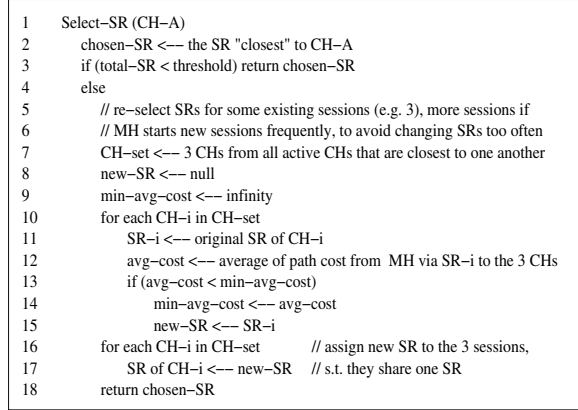 1 Select−SR (CH−A)
2 chosen−SR <−− the SR "closest" to CH−A
3 if (total−SR < threshold) return chosen−SR
4 else
5 // re−select SRs for some existing sessions (e.g. 3), more sessions if
6 // MH starts new sessions frequently, to avoid changing SRs too often
7 CH−set <−− 3 CHs from all active CHs that are closest to one another
8 new−SR <−− null
9 min−avg−cost <−− infinity
10 for each CH−i in CH−set
11 SR−i <−− original SR of CH−i
12 avg−cost <−− average of path cost from MH via SR−i to the 3 CHs
13 if (avg−cost < min−avg−cost)
14 min−avg−cost <−− avg−cost
15 new−SR <−− SR−i
16 for each CH−i in CH−set // assign new SR to the 3 sessions,
17 SR of CH−i <−− new−SR // s.t. they share one SR
18 return chosen−SR